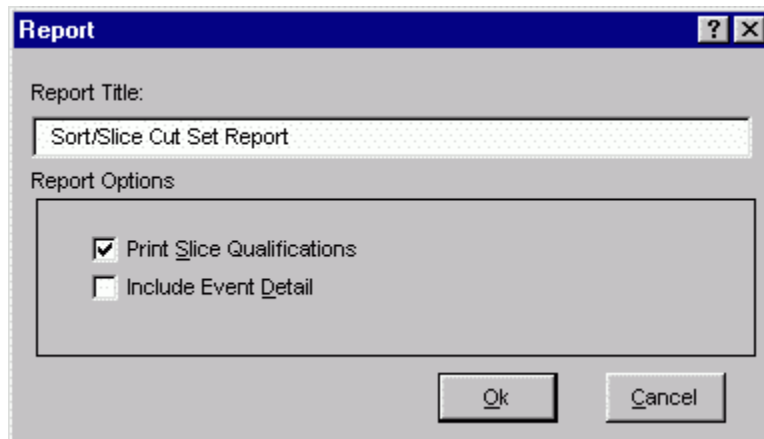 Report
Report Title:
Sort/Slice Cut Set Report
Report Options
Print Slice Qualifications
Include Event Detail
Ok
Cancel